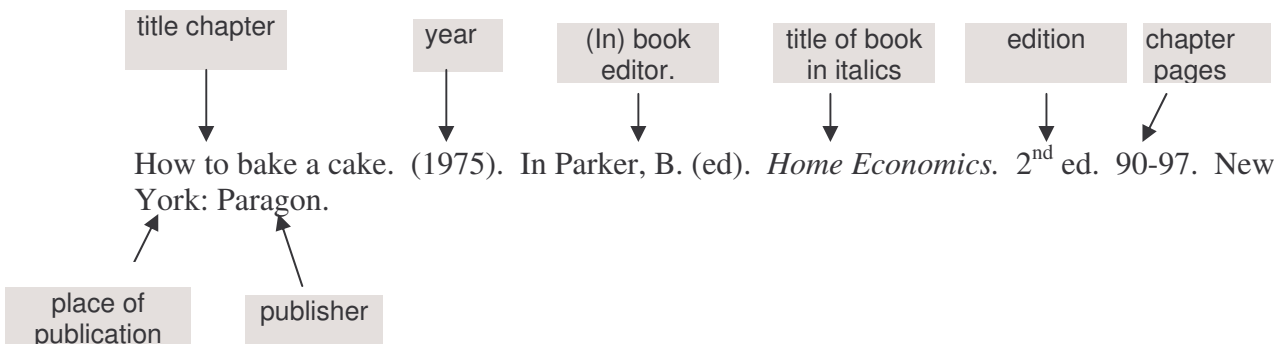 title chapter
year
(In) book
editor.
title of book
in italics
edition
chapter
pages
How to bake a cake. (1975). In Parker, B. (ed). Home Economics. 2nd ed. 90-97. New
York: Paragon.
place of
publication
publisher